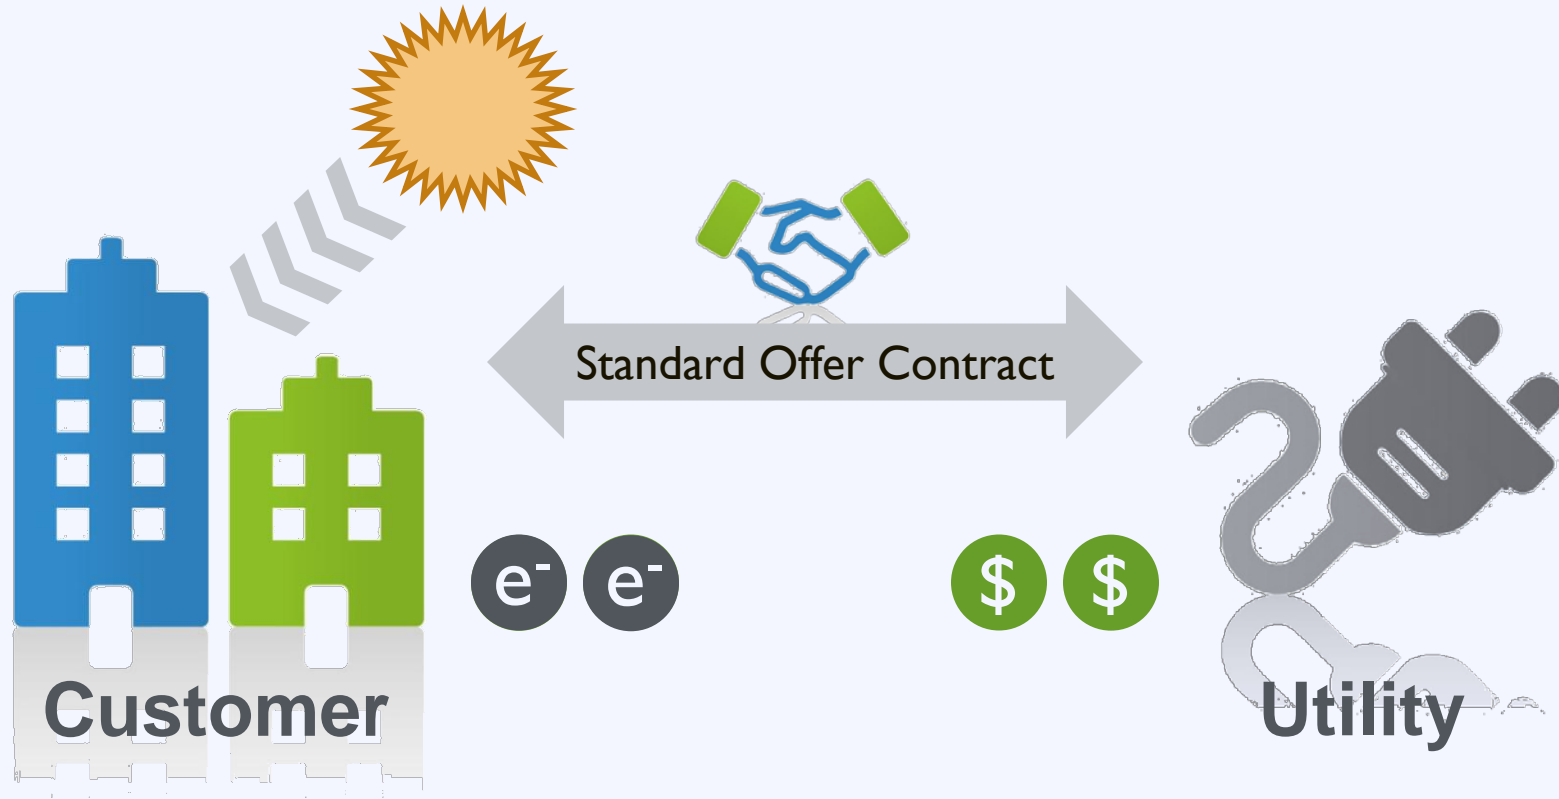 Standard Offer Contract
e⁻ e⁻ $ $
Customer Utility